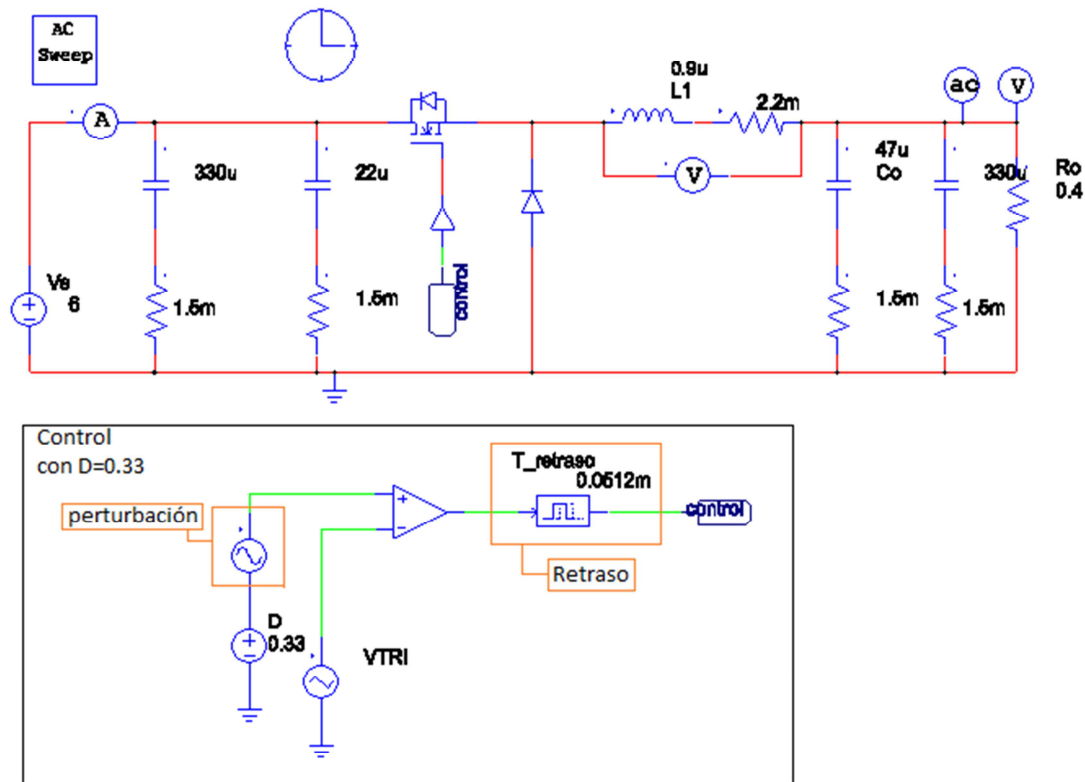 AC
Sweep
A
0.9u
L1
2.2m
V
ac
V
330u
22u
47u
Co
330u
Ro
0.4
Vs
6
1.5m
1.5m
control
1.5m
1.5m
Control
con D=0.33
perturbación
T_retraso
0.0512m
control
Retraso
D
0.33
VTRI